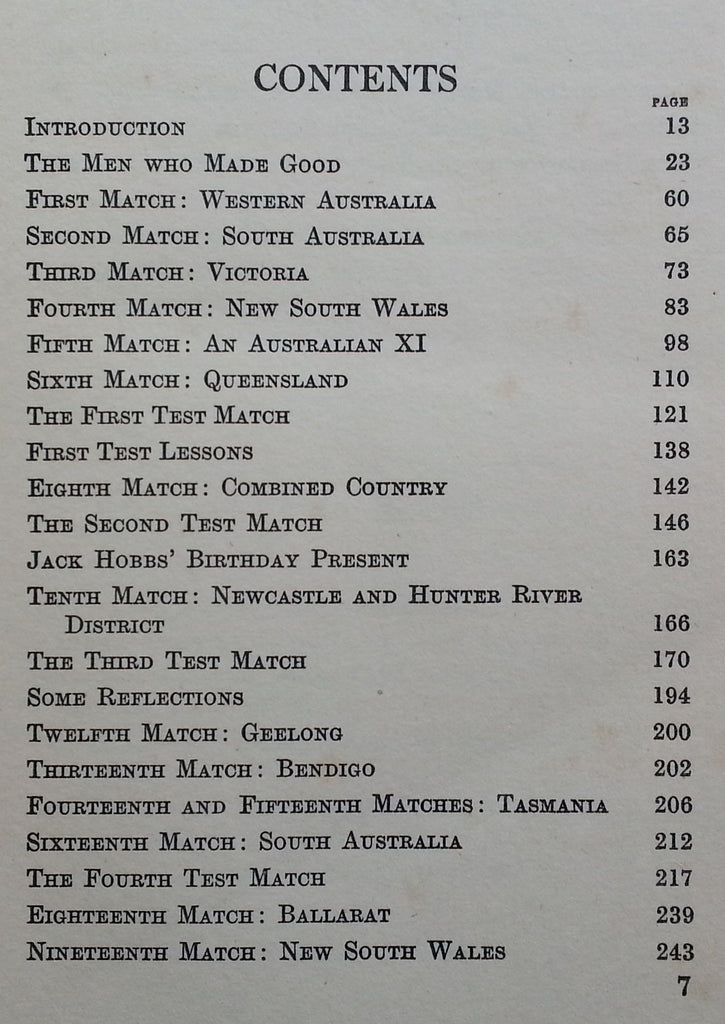 CONTENTS
PAGE
Introduction 13
The Men who Made Good 23
First Match: Western Australia 60
Second Match: South Australia 65
Third Match: Victoria 73
Fourth Match: New South Wales 83
Fifth Match: An Australian XI 98
Sixth Match: Queensland 110
The First Test Match 121
First Test Lessons 138
Eighth Match: Combined Country 142
The Second Test Match 146
Jack Hobbs' Birthday Present 163
Tenth Match: Newcastle and Hunter River
District 166
The Third Test Match 170
Some Reflections 194
Twelfth Match: Geelong 200
Thirteenth Match: Bendigo 202
Fourteenth and Fifteenth Matches: Tasmania 206
Sixteenth Match: South Australia 212
The Fourth Test Match 217
Eighteenth Match: Ballarat 239
Nineteenth Match: New South Wales 243
7